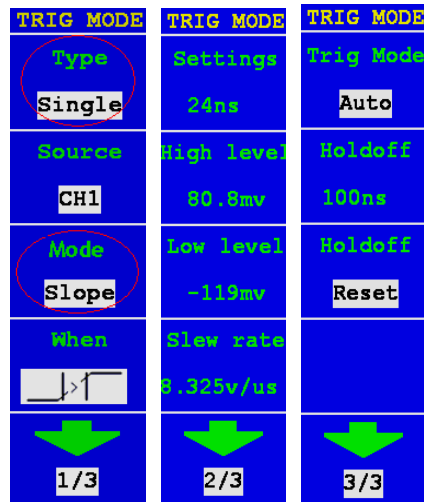 TRIG MODE
Type
Single
Source
CH1
Mode
Slope
When
1/3
TRIG MODE
Settings
24ns
High level
80.8mv
Low level
-119mv
Slew rate
8.325v/us
2/3
TRIG MODE
Trig Mode
Auto
Holdoff
100ns
Holdoff
Reset
3/3